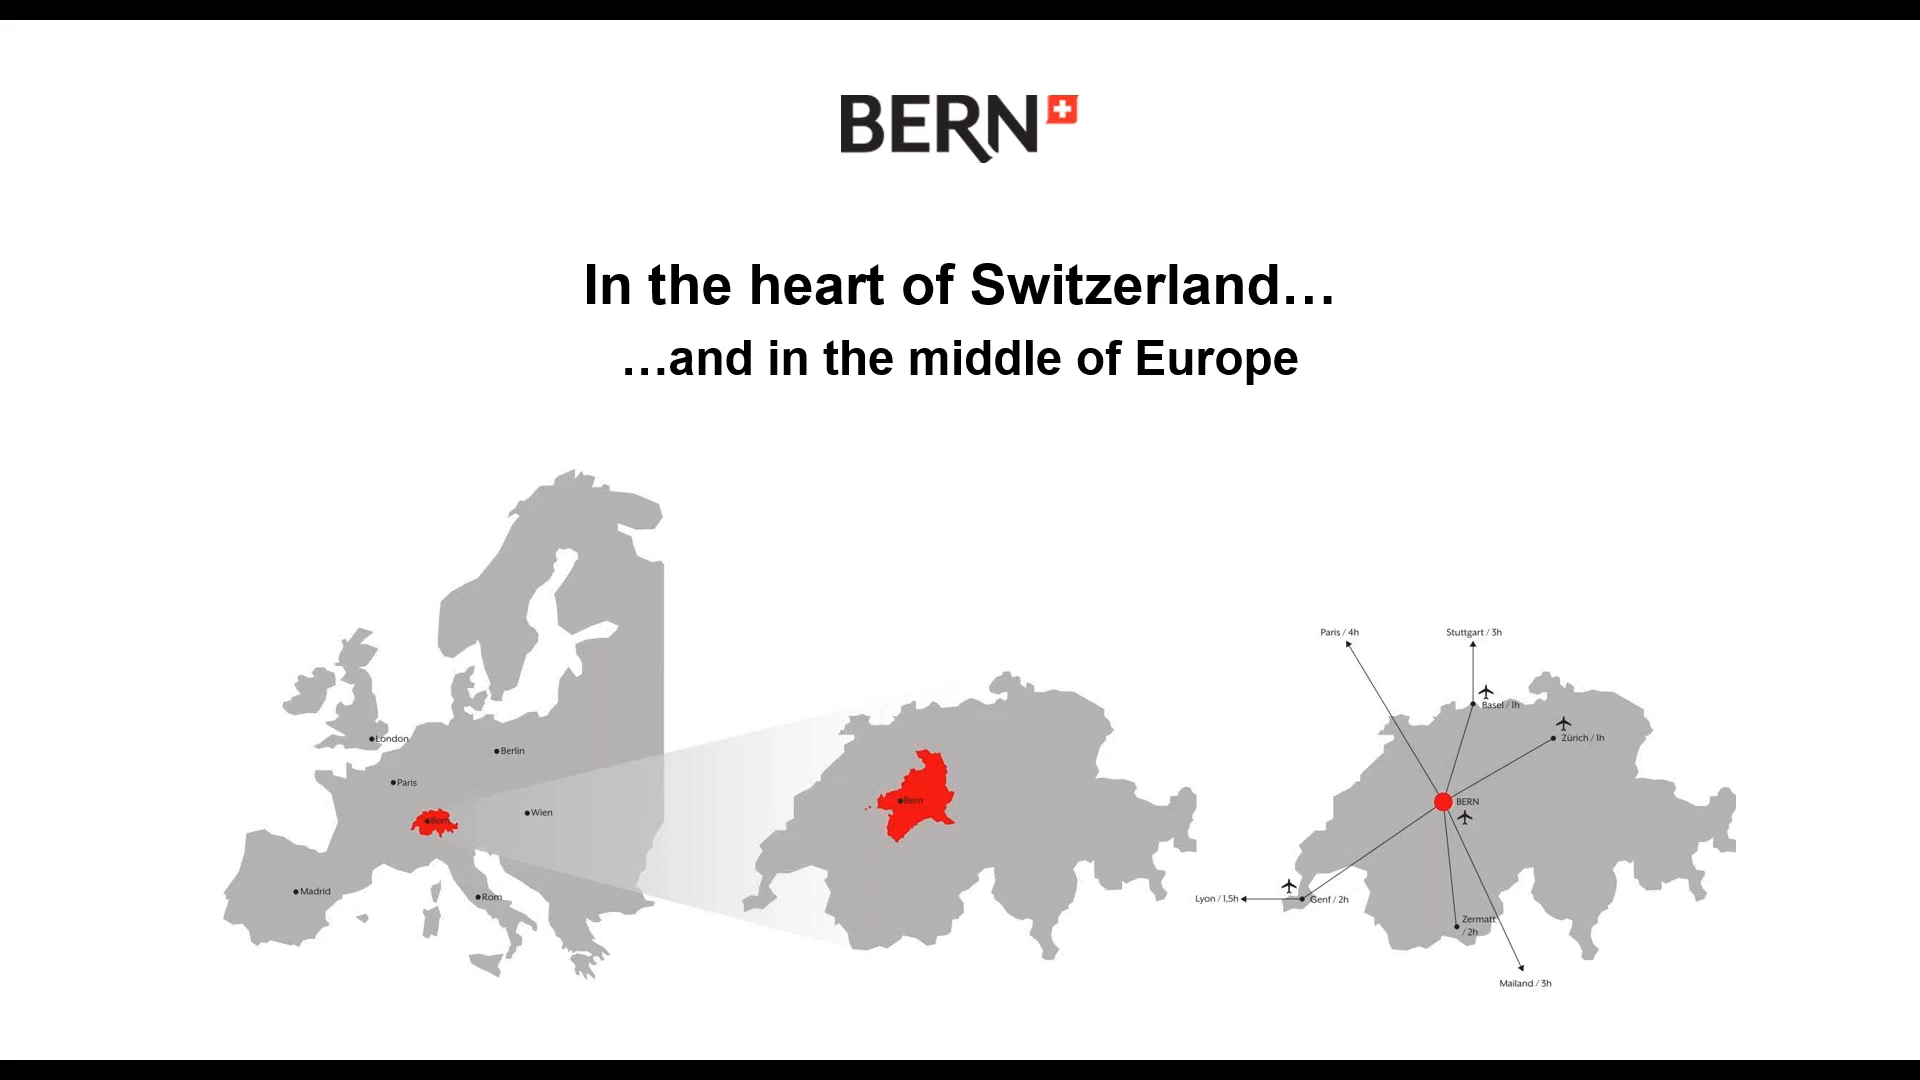 BERN
In the heart of Switzerland…
…and in the middle of Europe
London
Berlin
Paris
Wien
Bern
Madrid
Rom
Bern
Paris / 4h
Stuttgart / 3h
Basel / 1h
Zürich / 1h
BERN
Lyon / 1,5h
Genf / 2h
Zermatt
/ 2h
Mailand / 3h